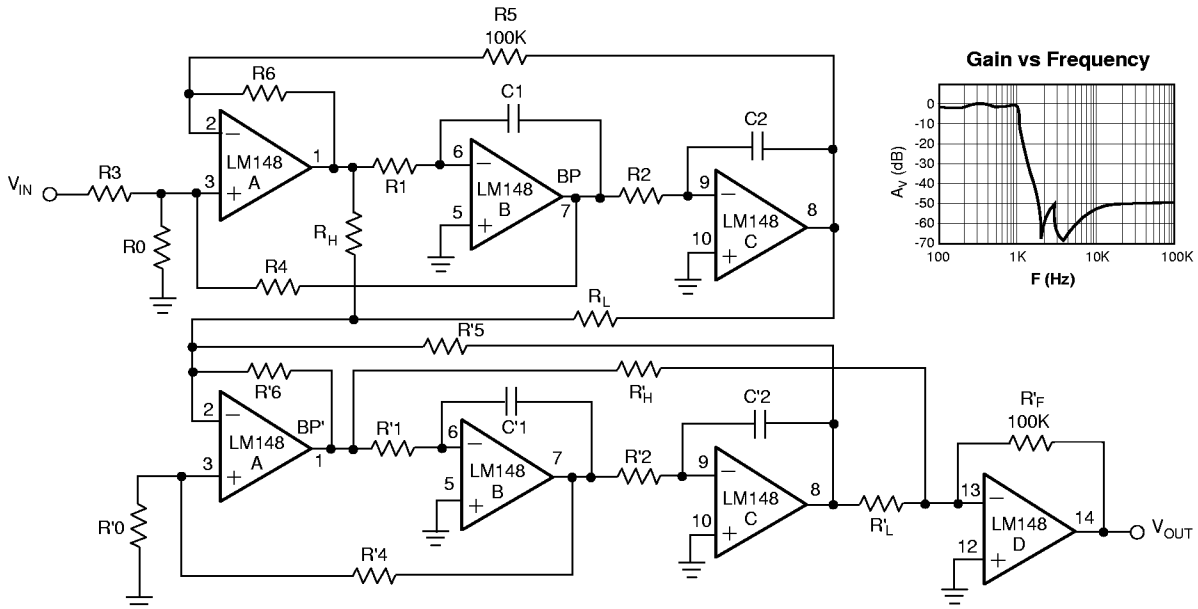 R5
100K
Gain vs Frequency
R6
C1
C2
0
-10
-20
-30
-40
-50
-60
-70
A_V (dB)
100
1K
10K
100K
F (Hz)
2
−
LM148
A
3
+
1
V_IN
R3
R0
R1
6
−
LM148
B
5
+
BP
7
R2
9
−
LM148
C
10
+
8
R_H
R4
R_L
R'5
R'6
R'_H
C'1
C'2
R'_F
100K
2
−
LM148
A
3
+
BP'
1
R'1
6
−
LM148
B
5
+
7
R'2
9
−
LM148
C
10
+
8
R'_L
13
−
LM148
D
12
+
14
V_OUT
R'0
R'4